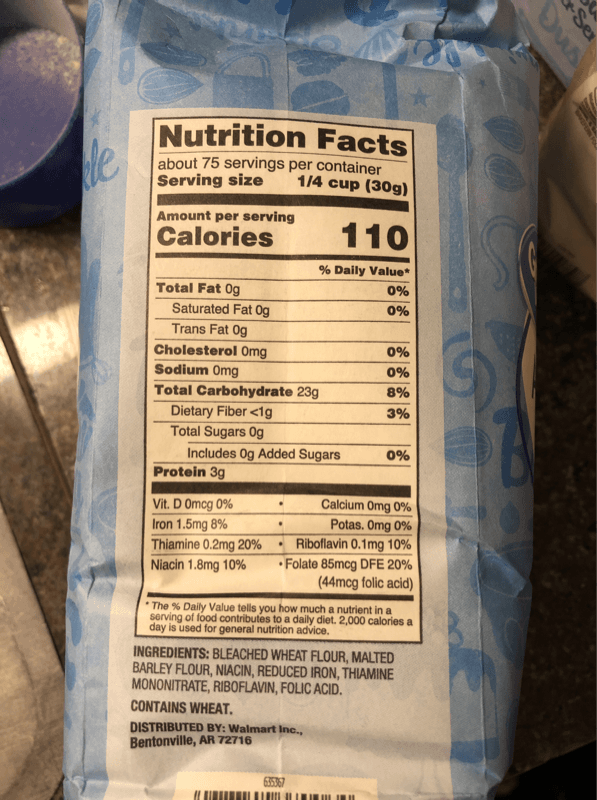 Nutrition Facts
about 75 servings per container
Serving size 1/4 cup (30g)
Amount per serving
Calories 110
% Daily Value*
Total Fat 0g 0%
Saturated Fat 0g 0%
Trans Fat 0g
Cholesterol 0mg 0%
Sodium 0mg 0%
Total Carbohydrate 23g 8%
Dietary Fiber <1g 3%
Total Sugars 0g
Includes 0g Added Sugars 0%
Protein 3g
Vit. D 0mcg 0% • Calcium 0mg 0%
Iron 1.5mg 8% • Potas. 0mg 0%
Thiamine 0.2mg 20% • Riboflavin 0.1mg 10%
Niacin 1.8mg 10% • Folate 85mcg DFE 20%
(44mcg folic acid)
* The % Daily Value tells you how much a nutrient in a
serving of food contributes to a daily diet. 2,000 calories a
day is used for general nutrition advice.
INGREDIENTS: BLEACHED WHEAT FLOUR, MALTED
BARLEY FLOUR, NIACIN, REDUCED IRON, THIAMINE
MONONITRATE, RIBOFLAVIN, FOLIC ACID.
CONTAINS WHEAT.
DISTRIBUTED BY: Walmart Inc.,
Bentonville, AR 72716
635367